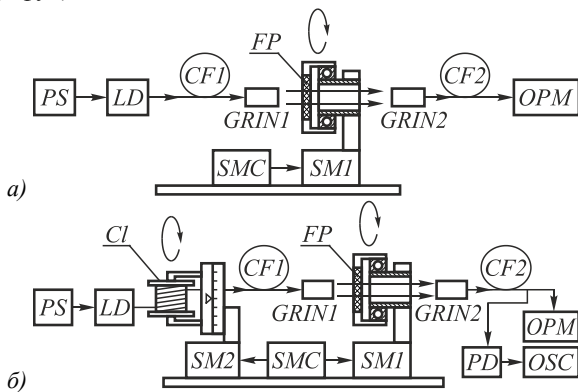 FP
CF1
CF2
PS
LD
GRIN1
GRIN2
OPM
SMC
SM1
а)
Cl
FP
CF1
CF2
PS
LD
GRIN1
GRIN2
OPM
SM2
SMC
SM1
PD
OSC
б)